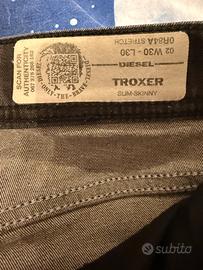 SCAN FOR
AUTHENTICITY
DIESEL
ONLY-THE-BRAVE
02 W30 - L30
0R84A STRETCH
DIESEL
TROXER
SLIM-SKINNY
subito